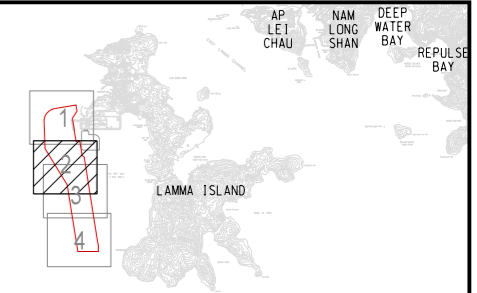 AP
LEI
CHAU
NAM
LONG
SHAN
DEEP
WATER
BAY
REPULSE
BAY
1
2
3
4
LAMMA ISLAND